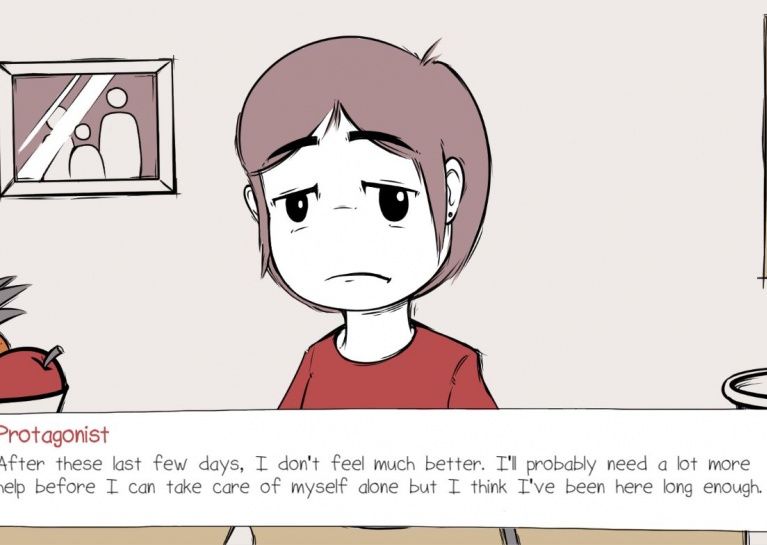 Protagonist
After these last few days, I don't feel much better. I'll probably need a lot more
help before I can take care of myself alone but I think I've been here long enough.